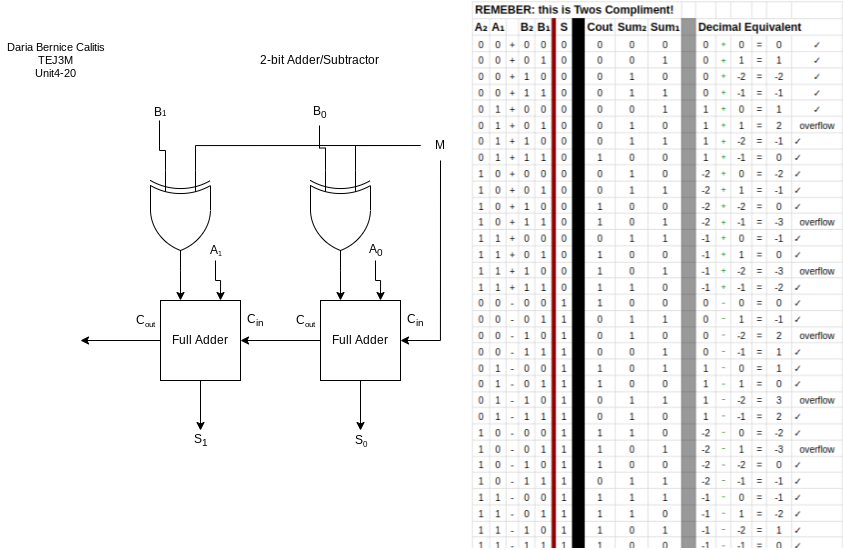 REMEBER: this is Twos Compliment!
Daria Bernice Calitis
TEJ3M
Unit4-20
2-bit Adder/Subtractor
B₁
B₀
M
A₁
A₀
Cout
Full Adder
Cin
Cout
Full Adder
Cin
S₁
S₀
A₂ A₁ B₂ B₁ S Cout Sum₂ Sum₁ Decimal Equivalent
0 0 + 0 0 0 0 0 0 0 + 0 = 0 ✓
0 0 + 0 1 0 0 0 1 0 + 1 = 1 ✓
0 0 + 1 0 0 0 1 0 0 + -2 = -2 ✓
0 0 + 1 1 0 0 1 1 0 + -1 = -1 ✓
0 1 + 0 0 0 0 0 1 1 + 0 = 1 ✓
0 1 + 0 1 0 0 1 0 1 + 1 = 2 overflow
0 1 + 1 0 0 0 1 1 1 + -2 = -1 ✓
0 1 + 1 1 0 1 0 0 1 + -1 = 0 ✓
1 0 + 0 0 0 0 1 0 -2 + 0 = -2 ✓
1 0 + 0 1 0 0 1 1 -2 + 1 = -1 ✓
1 0 + 1 0 0 1 0 0 -2 + -2 = 0 ✓
1 0 + 1 1 0 1 0 1 -2 + -1 = -3 overflow
1 1 + 0 0 0 0 1 1 -1 + 0 = -1 ✓
1 1 + 0 1 0 1 0 0 -1 + 1 = 0 ✓
1 1 + 1 0 0 1 0 1 -1 + -2 = -3 overflow
1 1 + 1 1 0 1 1 0 -1 + -1 = -2 ✓
0 0 - 0 0 1 1 0 0 0 - 0 = 0 ✓
0 0 - 0 1 1 0 1 1 0 - 1 = -1 ✓
0 0 - 1 0 1 0 1 0 0 - -2 = 2 overflow
0 0 - 1 1 1 0 0 1 0 - -1 = 1 ✓
0 1 - 0 0 1 1 0 1 1 - 0 = 1 ✓
0 1 - 0 1 1 1 0 0 1 - 1 = 0 ✓
0 1 - 1 0 1 0 1 1 1 - -2 = 3 overflow
0 1 - 1 1 1 0 1 0 1 - -1 = 2 ✓
1 0 - 0 0 1 1 1 0 -2 - 0 = -2 ✓
1 0 - 0 1 1 1 0 1 -2 - 1 = -3 overflow
1 0 - 1 0 1 1 0 0 -2 - -2 = 0 ✓
1 0 - 1 1 1 0 1 1 -2 - -1 = -1 ✓
1 1 - 0 0 1 1 1 1 -1 - 0 = -1 ✓
1 1 - 0 1 1 1 1 0 -1 - 1 = -2 ✓
1 1 - 1 0 1 1 0 1 -1 - -2 = 1 ✓
1 1 - 1 1 1 1 0 0 -1 - -1 = 0 ✓